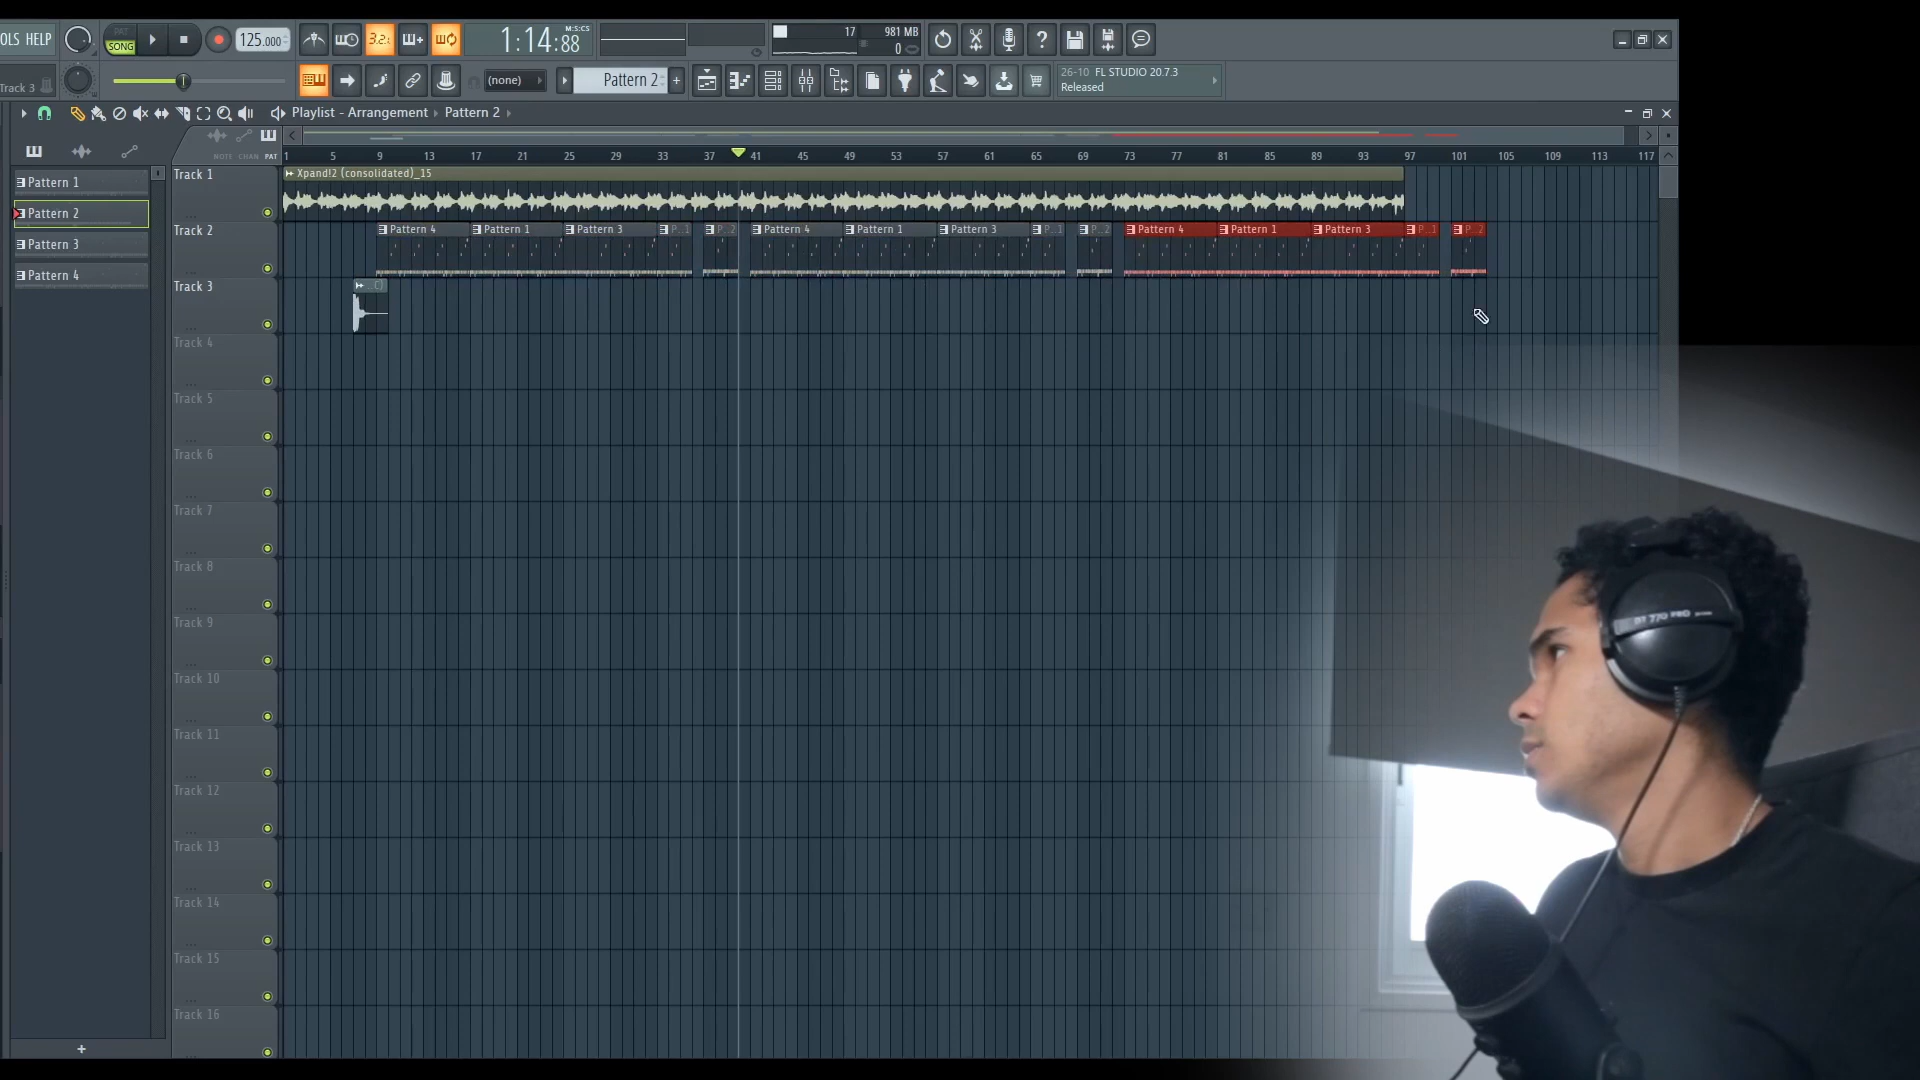 OLS HELP
PAT
SONG
125.000
3.2.
1:14:88
M:S:CS
17
981 MB
0
Track 3
(none)
Pattern 2
+
26-10 FL STUDIO 20.7.3
Released
Playlist - Arrangement Pattern 2
NOTE CHAN PAT
1 5 9 13 17 21 25 29 33 37 41 45 49 53 57 61 65 69 73 77 81 85 89 93 97 101 105 109 113 117
Pattern 1
Pattern 2
Pattern 3
Pattern 4
Track 1
Xpand!2 (consolidated)_15
Track 2
Pattern 4 Pattern 1 Pattern 3 P..1 P..2 Pattern 4 Pattern 1 Pattern 3 P..1 P..2 Pattern 4 Pattern 1 Pattern 3 P..1 P..2
Track 3
Track 4
Track 5
Track 6
Track 7
Track 8
Track 9
Track 10
Track 11
Track 12
Track 13
Track 14
Track 15
Track 16
+
DT 770 PRO